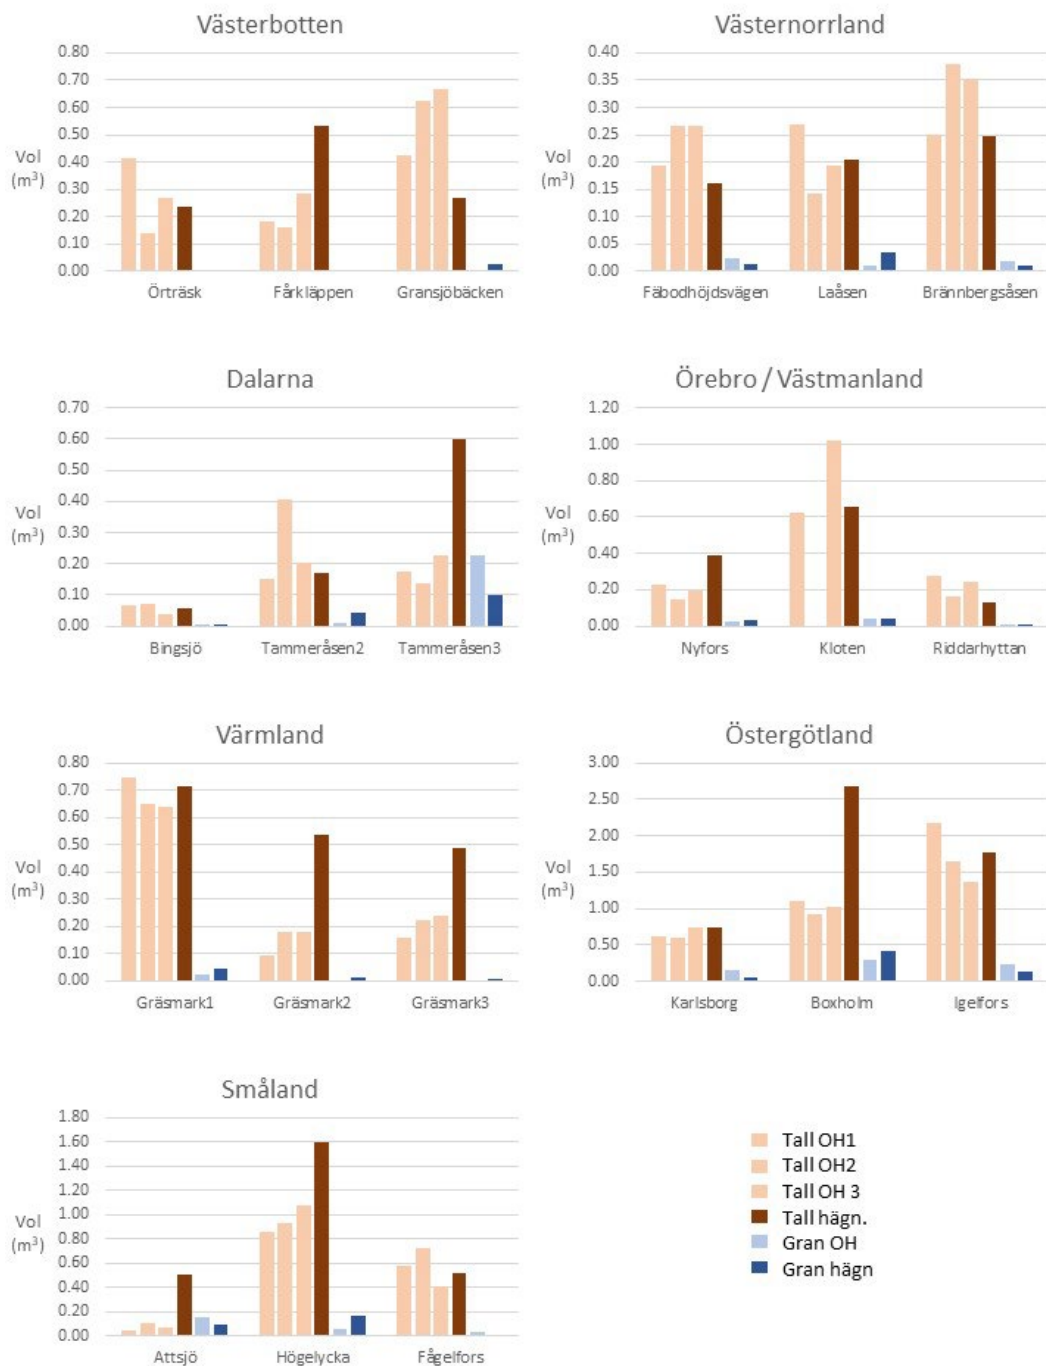 Västerbotten
0.80
0.70
0.60
0.50
0.40
0.30
0.20
0.10
0.00
Vol
(m³)
Örträsk Fårkläppen Gransjöbäcken
Västernorrland
0.40
0.35
0.30
0.25
0.20
0.15
0.10
0.05
0.00
Vol
(m³)
Fäbodhöjdsvägen Laåsen Brännbergsåsen
Dalarna
0.70
0.60
0.50
0.40
0.30
0.20
0.10
0.00
Vol
(m³)
Bingsjö Tammeråsen2 Tammeråsen3
Örebro / Västmanland
1.20
1.00
0.80
0.60
0.40
0.20
0.00
Vol
(m³)
Nyfors Kloten Riddarhyttan
Värmland
0.80
0.70
0.60
0.50
0.40
0.30
0.20
0.10
0.00
Vol
(m³)
Gräsmark1 Gräsmark2 Gräsmark3
Östergötland
3.00
2.50
2.00
1.50
1.00
0.50
0.00
Vol
(m³)
Karlsborg Boxholm Igelfors
Småland
1.80
1.60
1.40
1.20
1.00
0.80
0.60
0.40
0.20
0.00
Vol
(m³)
Attsjö Högelycka Fågelfors
Tall OH1
Tall OH2
Tall OH 3
Tall hägn.
Gran OH
Gran hägn